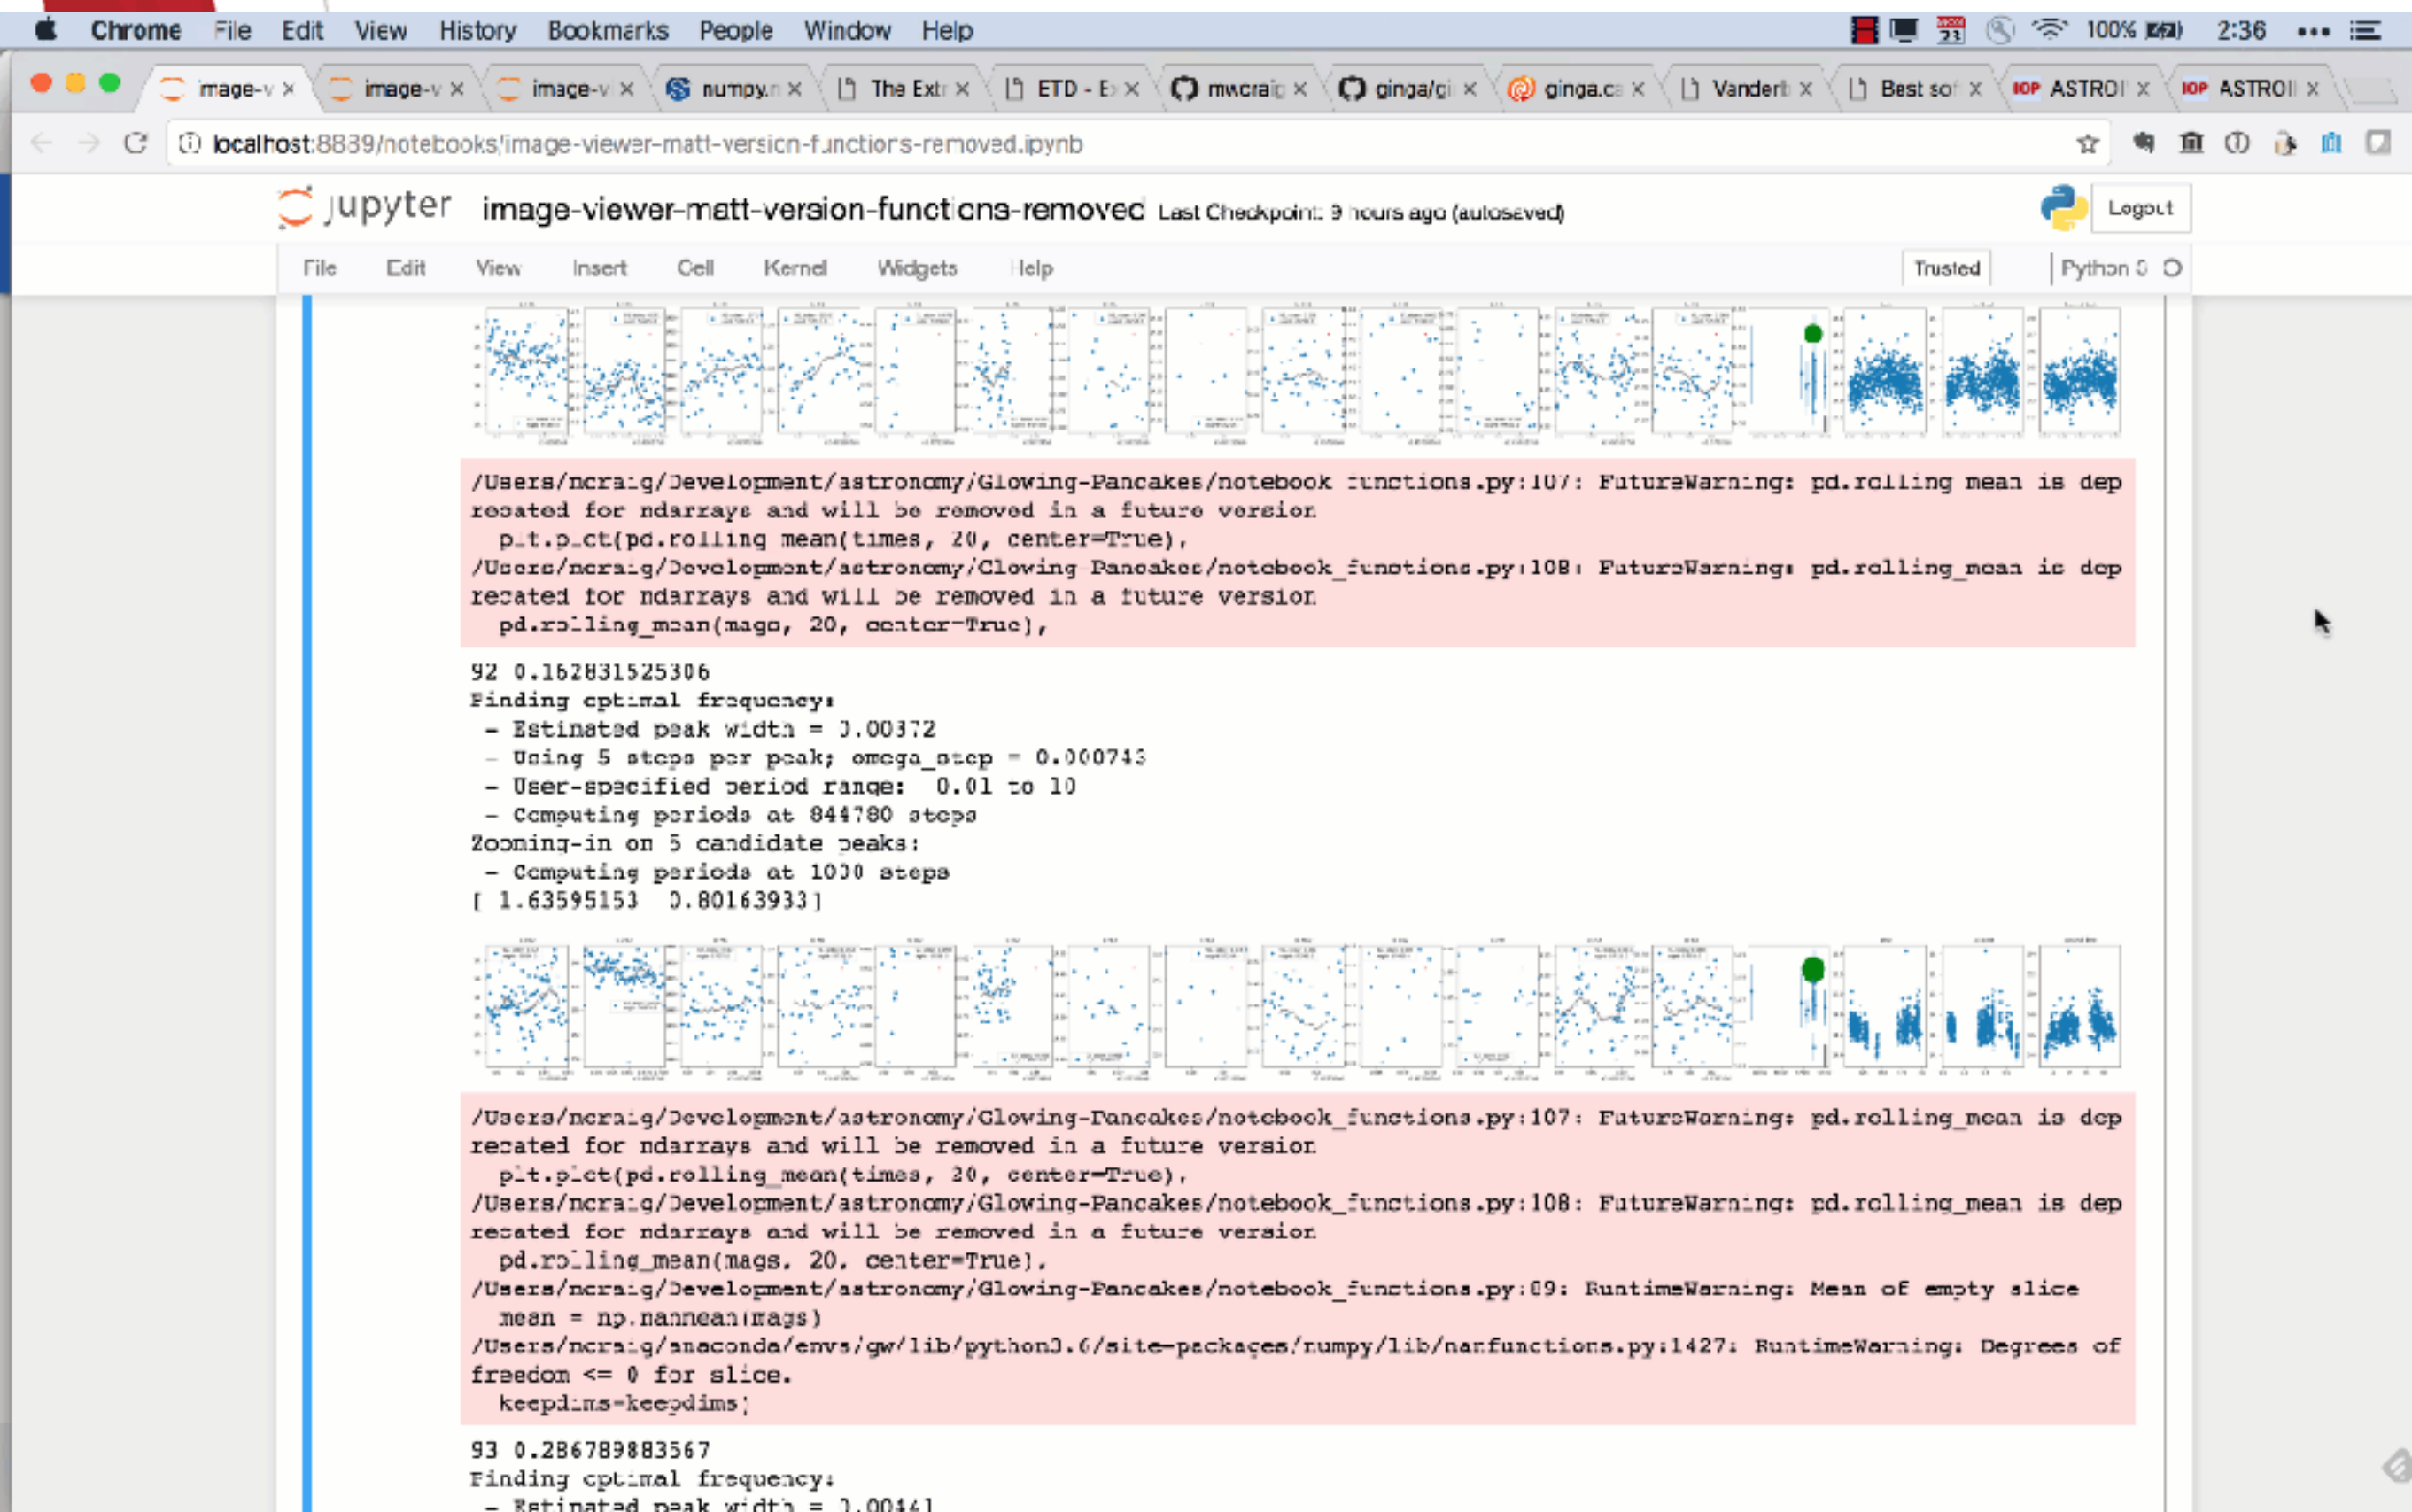 Chrome File Edit View History Bookmarks People Window Help 100% 2:36
image-v image-v image-v numpy.n The Extr ETD - E mwcraig ginga/gi ginga.ca Vanderb Best sof IOP ASTROI IOP ASTROI
localhost:8839/notebooks/image-viewer-matt-version-functions-removed.ipynb
jupyter image-viewer-matt-version-functions-removed Last Checkpoint: 9 hours ago (autosaved) Logout
File Edit View Insert Cell Kernel Widgets Help Trusted Python
/Users/mcraig/Development/astronomy/Glowing-Pancakes/notebook_functions.py:107: FutureWarning: pd.rolling_mean is dep
recated for ndarrays and will be removed in a future version
plt.plot(pd.rolling_mean(times, 20, center=True),
/Users/mcraig/Development/astronomy/Glowing-Pancakes/notebook_functions.py:108: FutureWarning: pd.rolling_mean is dep
recated for ndarrays and will be removed in a future version
pd.rolling_mean(mags, 20, center=True),
92 0.162831525306
Finding optimal frequency:
- Estimated peak width = 0.00372
- Using 5 steps per peak; omega_step = 0.000743
- User-specified period range: 0.01 to 10
- Computing periods at 844780 steps
Zooming-in on 5 candidate peaks:
- Computing periods at 1000 steps
[ 1.63595153 0.80163933]
/Users/mcraig/Development/astronomy/Glowing-Pancakes/notebook_functions.py:107: FutureWarning: pd.rolling_mean is dep
recated for ndarrays and will be removed in a future version
plt.plot(pd.rolling_mean(times, 20, center=True),
/Users/mcraig/Development/astronomy/Glowing-Pancakes/notebook_functions.py:108: FutureWarning: pd.rolling_mean is dep
recated for ndarrays and will be removed in a future version
pd.rolling_mean(mags, 20, center=True),
/Users/mcraig/Development/astronomy/Glowing-Pancakes/notebook_functions.py:89: RuntimeWarning: Mean of empty slice
mean = np.nanmean(mags)
/Users/mcraig/anaconda/envs/gw/lib/python3.6/site-packages/numpy/lib/nanfunctions.py:1427: RuntimeWarning: Degrees of
freedom <= 0 for slice.
keepdims=keepdims)
93 0.286789883567
Finding optimal frequency:
- Estimated peak width = 0.00441